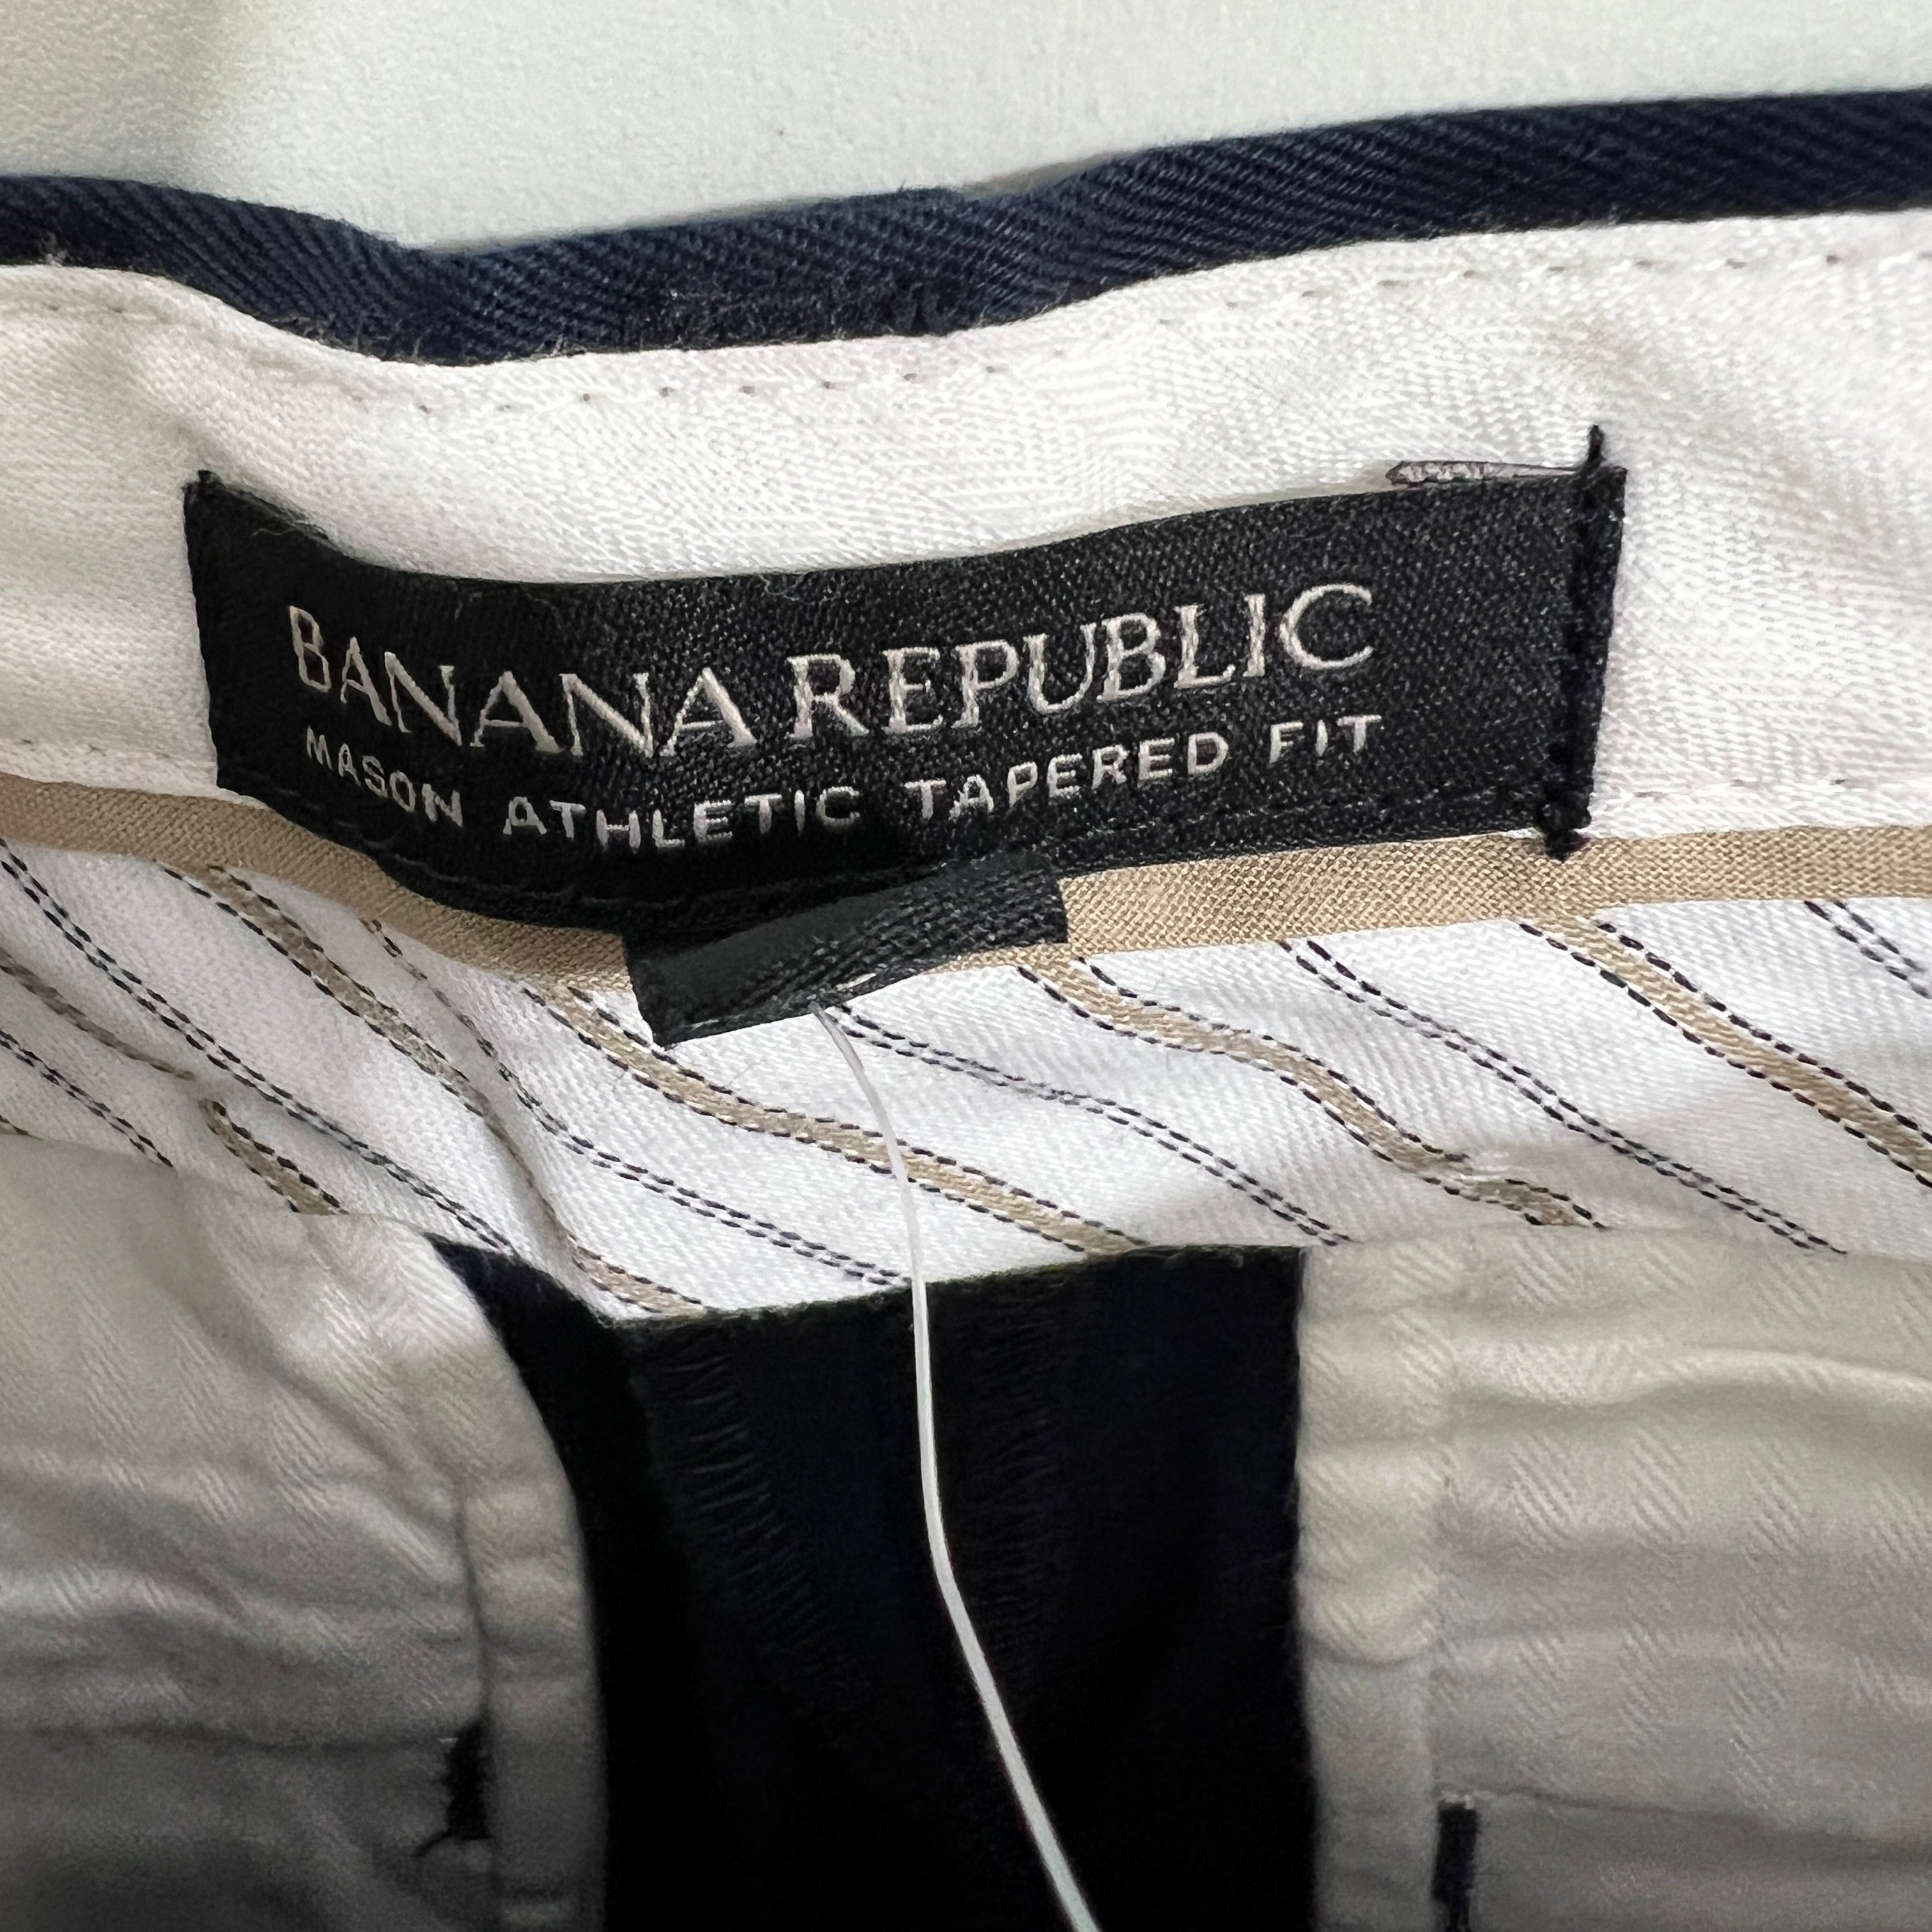 BANANA REPUBLIC
MASON ATHLETIC TAPERED FIT